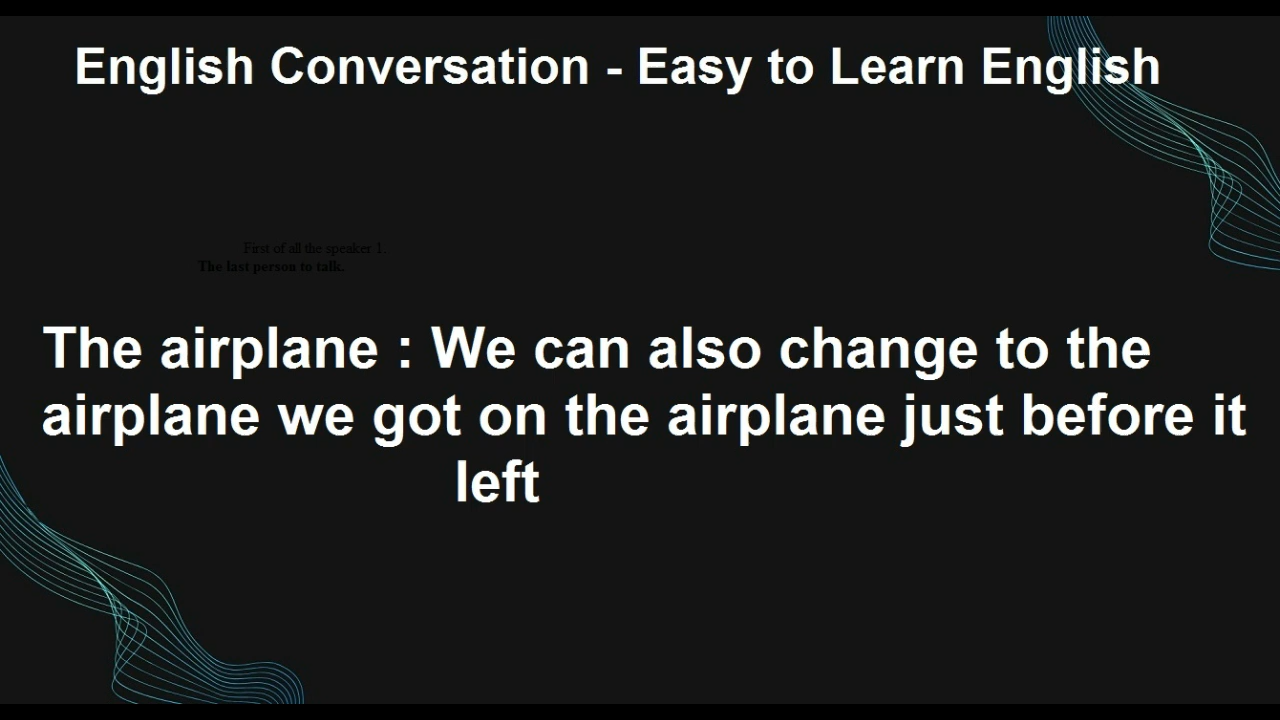 English Conversation - Easy to Learn English
First of all the speaker 1.
The last person to talk.
The airplane : We can also change to the
airplane we got on the airplane just before it
left